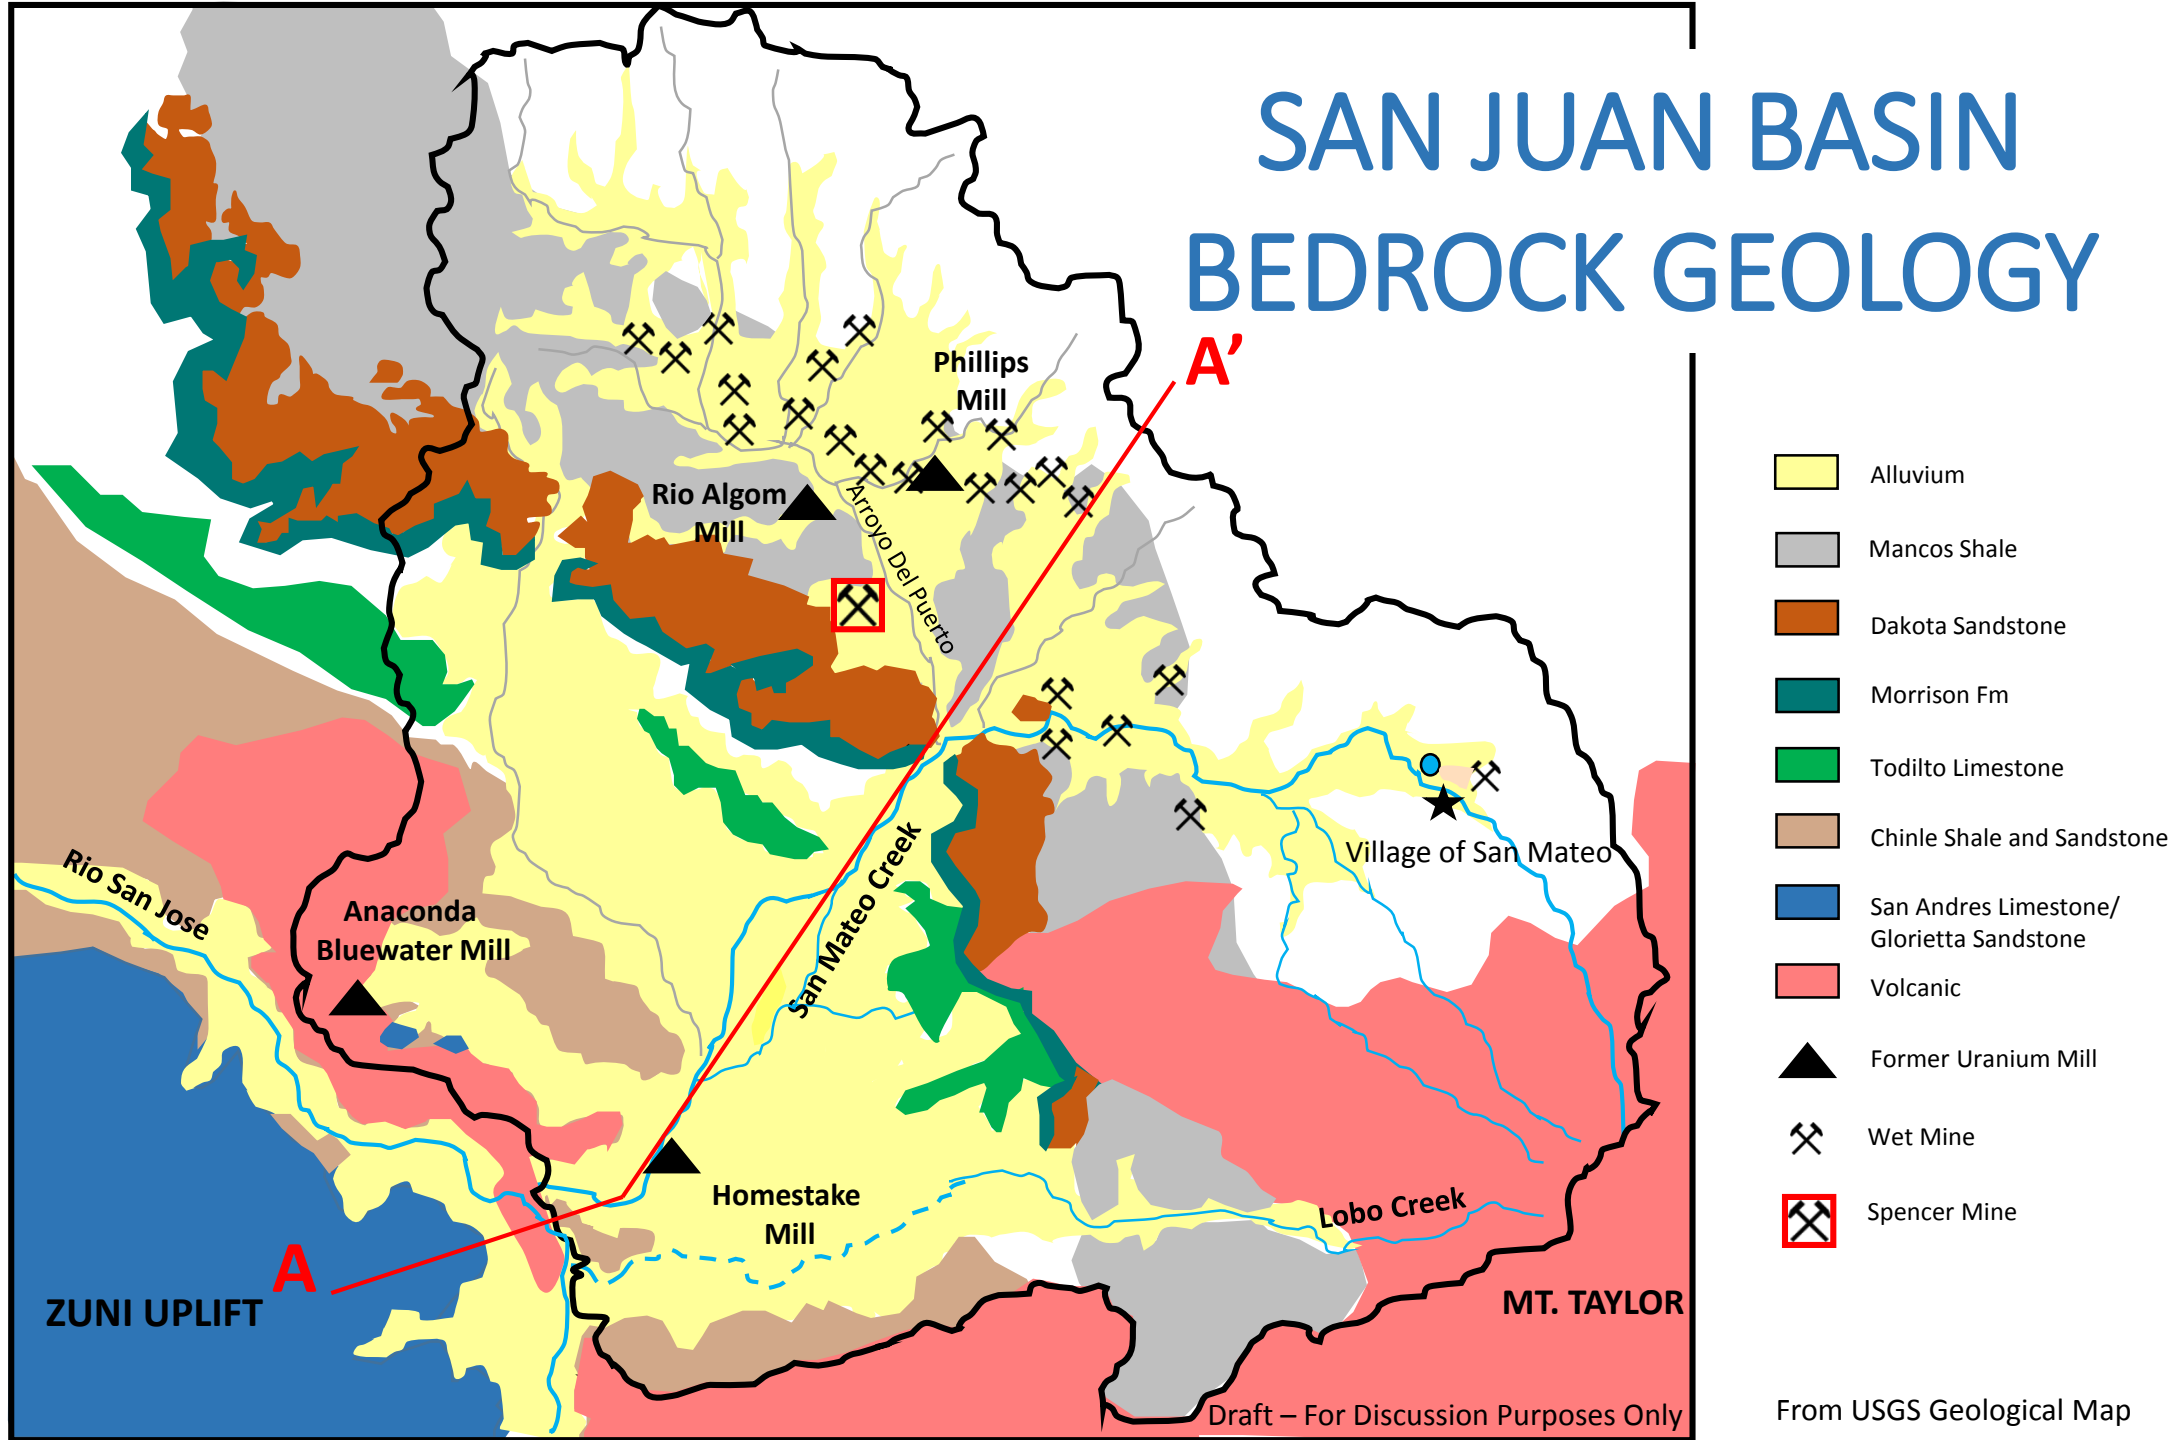 SAN JUAN BASIN
BEDROCK GEOLOGY
A’
Phillips
Mill
Rio Algom
Mill
Arroyo Del Puerto
San Mateo Creek
Village of San Mateo
Rio San Jose
Anaconda
Bluewater Mill
Homestake
Mill
Lobo Creek
A
ZUNI UPLIFT
MT. TAYLOR
Draft – For Discussion Purposes Only
Alluvium
Mancos Shale
Dakota Sandstone
Morrison Fm
Todilto Limestone
Chinle Shale and Sandstone
San Andres Limestone/
Glorietta Sandstone
Volcanic
Former Uranium Mill
Wet Mine
Spencer Mine
From USGS Geological Map